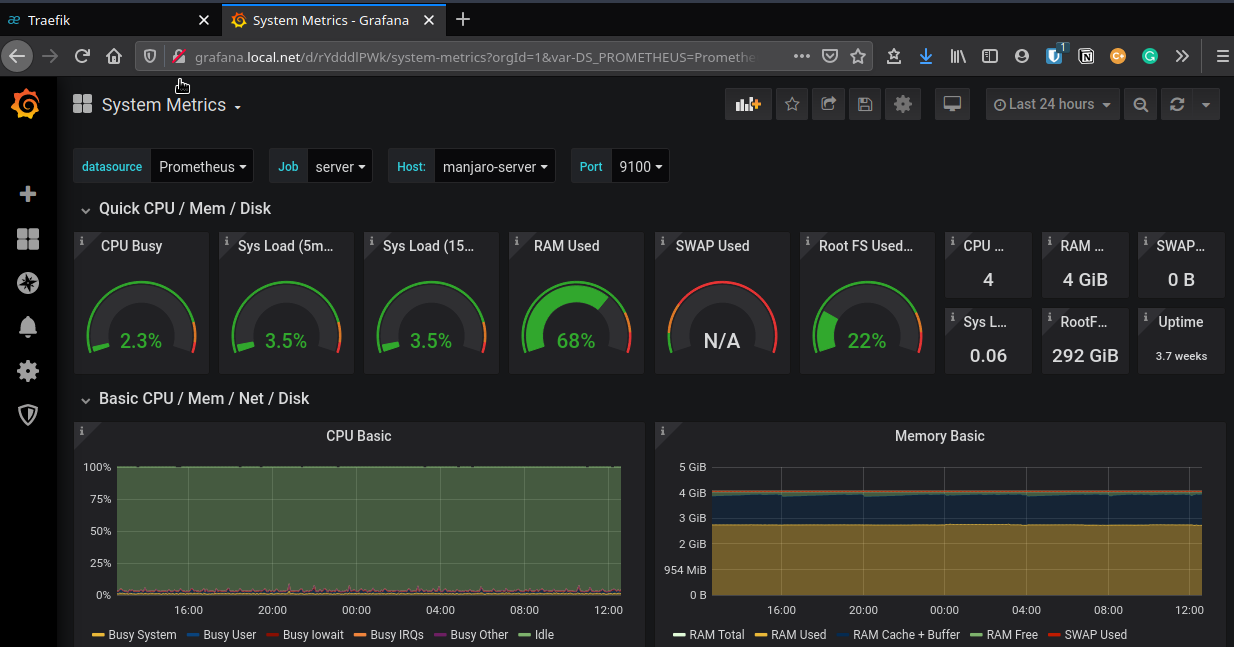 æ Traefik
System Metrics - Grafana
grafana.local.net/d/rYdddlPWk/system-metrics?orgId=1&var-DS_PROMETHEUS=Promethe
1
System Metrics
Last 24 hours
datasource Prometheus Job server Host: manjaro-server Port 9100
Quick CPU / Mem / Disk
CPU Busy Sys Load (5m... Sys Load (15... RAM Used SWAP Used Root FS Used... CPU ... RAM ... SWAP...
4 4 GiB 0 B
Sys L... RootF... Uptime
2.3% 3.5% 3.5% 68% N/A 22% 0.06 292 GiB 3.7 weeks
Basic CPU / Mem / Net / Disk
CPU Basic
100%
75%
50%
25%
0%
16:00 20:00 00:00 04:00 08:00 12:00
Busy System Busy User Busy Iowait Busy IRQs Busy Other Idle
Memory Basic
5 GiB
4 GiB
3 GiB
2 GiB
954 MiB
0 B
16:00 20:00 00:00 04:00 08:00 12:00
RAM Total RAM Used RAM Cache + Buffer RAM Free SWAP Used